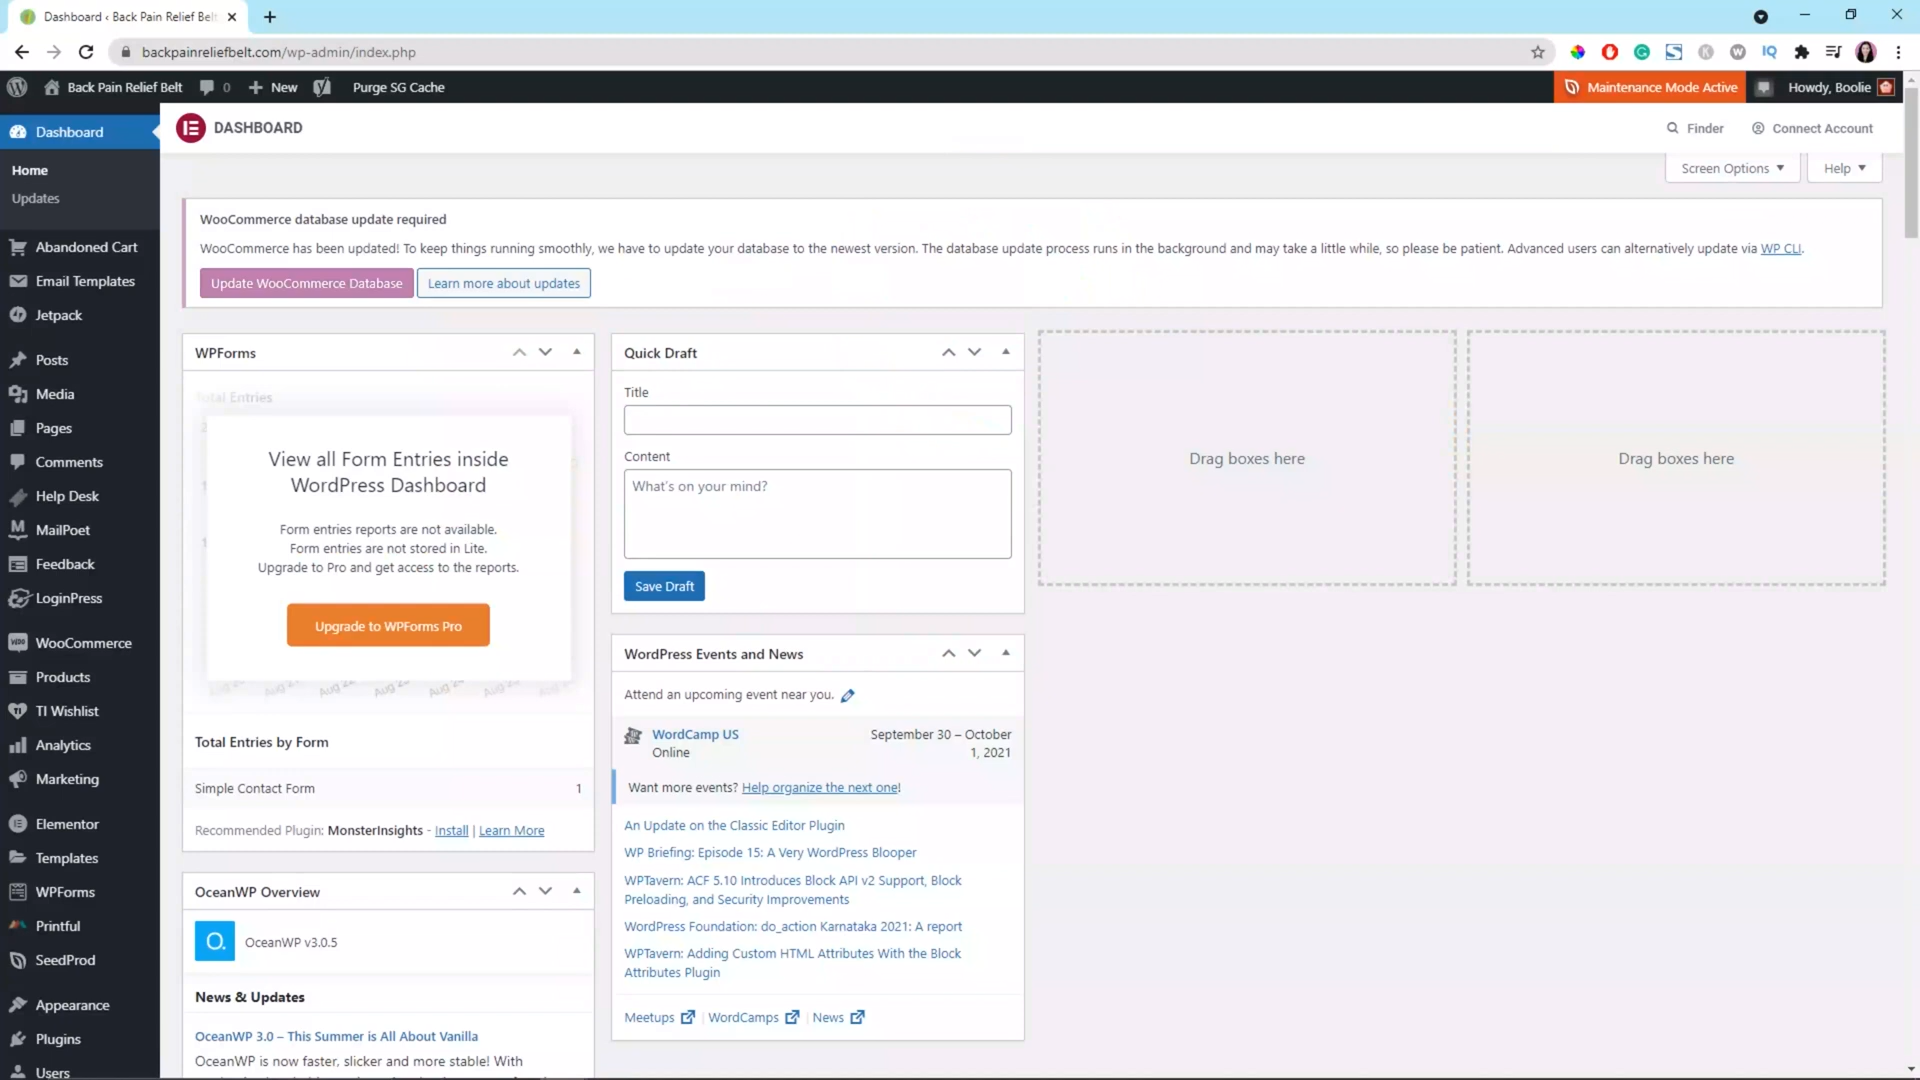 Dashboard ‹ Back Pain Relief Belt
backpainreliefbelt.com/wp-admin/index.php
Back Pain Relief Belt
0
New
Purge SG Cache
Maintenance Mode Active
Howdy, Boolie
Dashboard
Home
Updates
Abandoned Cart
Email Templates
Jetpack
Posts
Media
Pages
Comments
Help Desk
MailPoet
Feedback
LoginPress
WooCommerce
Products
TI Wishlist
Analytics
Marketing
Elementor
Templates
WPForms
Printful
SeedProd
Appearance
Plugins
Users
DASHBOARD
Finder
Connect Account
Screen Options
Help
WooCommerce database update required
WooCommerce has been updated! To keep things running smoothly, we have to update your database to the newest version. The database update process runs in the background and may take a little while, so please be patient. Advanced users can alternatively update via WP CLI.
Update WooCommerce Database
Learn more about updates
WPForms
Total Entries
View all Form Entries inside
WordPress Dashboard
Form entries reports are not available.
Form entries are not stored in Lite.
Upgrade to Pro and get access to the reports.
Upgrade to WPForms Pro
Total Entries by Form
Simple Contact Form 1
Recommended Plugin: MonsterInsights - Install | Learn More
OceanWP Overview
O.
OceanWP v3.0.5
News & Updates
OceanWP 3.0 – This Summer is All About Vanilla
OceanWP is now faster, slicker and more stable! With
Quick Draft
Title
Content
What's on your mind?
Save Draft
WordPress Events and News
Attend an upcoming event near you.
WordCamp US
Online
September 30 – October
1, 2021
Want more events? Help organize the next one!
An Update on the Classic Editor Plugin
WP Briefing: Episode 15: A Very WordPress Blooper
WPTavern: ACF 5.10 Introduces Block API v2 Support, Block
Preloading, and Security Improvements
WordPress Foundation: do_action Karnataka 2021: A report
WPTavern: Adding Custom HTML Attributes With the Block
Attributes Plugin
Meetups | WordCamps | News
Drag boxes here
Drag boxes here